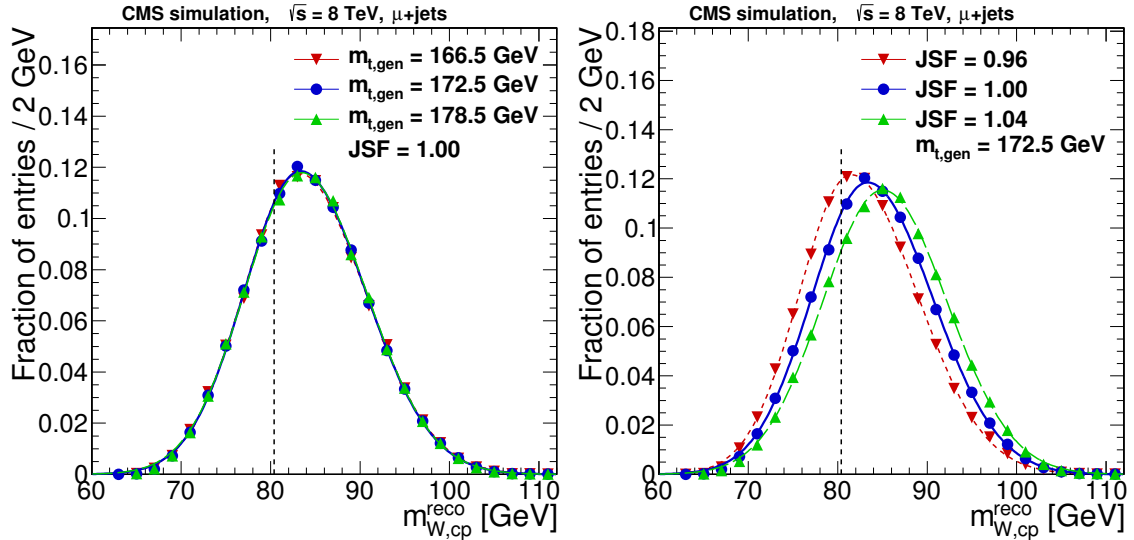 CMS simulation, √s = 8 TeV, μ+jets
Fraction of entries / 2 GeV
0.16
0.14
0.12
0.1
0.08
0.06
0.04
0.02
0
m_t,gen = 166.5 GeV
m_t,gen = 172.5 GeV
m_t,gen = 178.5 GeV
JSF = 1.00
60 70 80 90 100 110
m_W,cp^reco [GeV]
CMS simulation, √s = 8 TeV, μ+jets
Fraction of entries / 2 GeV
0.18
0.16
0.14
0.12
0.1
0.08
0.06
0.04
0.02
0
JSF = 0.96
JSF = 1.00
JSF = 1.04
m_t,gen = 172.5 GeV
60 70 80 90 100 110
m_W,cp^reco [GeV]